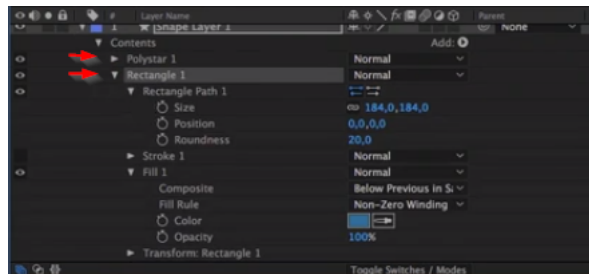 # Layer Name Parent
1 [Shape Layer 1] None
Contents Add:
Polystar 1 Normal
Rectangle 1 Normal
Rectangle Path 1
Size 184,0,184,0
Position 0,0,0,0
Roundness 20,0
Stroke 1 Normal
Fill 1 Normal
Composite Below Previous in Sa
Fill Rule Non-Zero Winding
Color
Opacity 100%
Transform: Rectangle 1
Toggle Switches / Modes